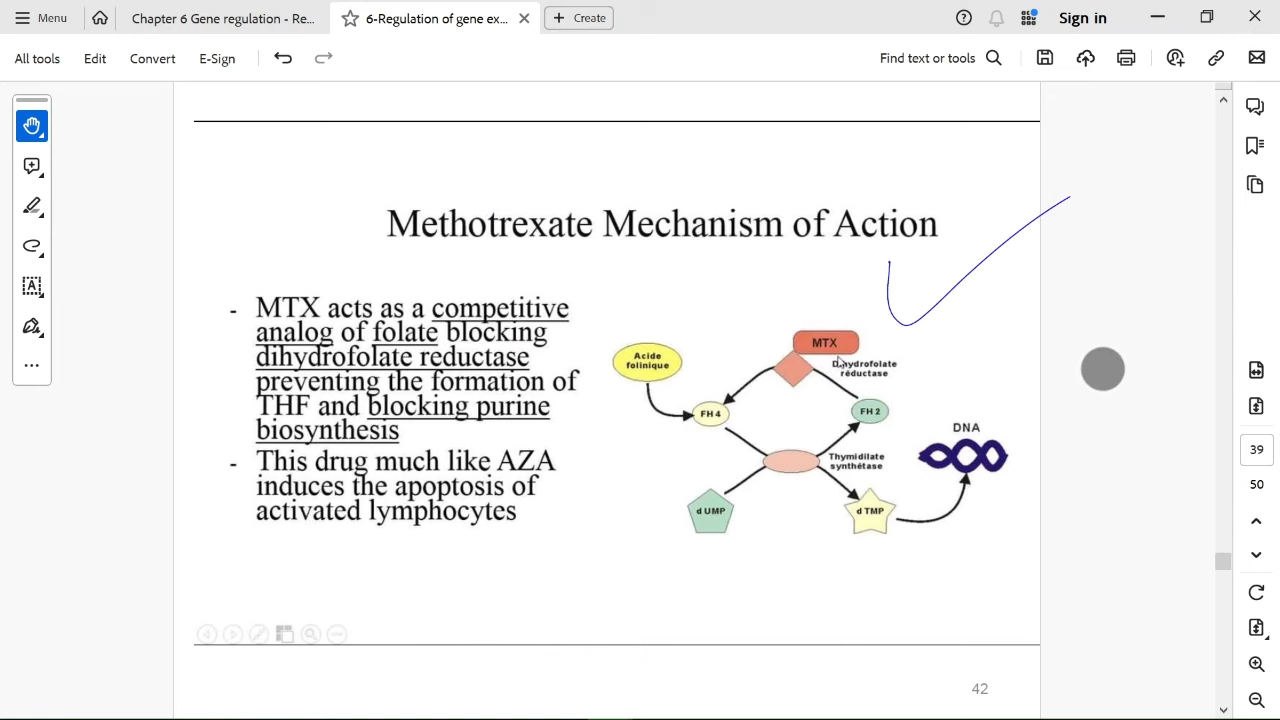 Menu
Chapter 6 Gene regulation - Re...
6-Regulation of gene ex...
Create
Sign in
All tools
Edit
Convert
E-Sign
Find text or tools
Methotrexate Mechanism of Action
- MTX acts as a competitive
analog of folate blocking
dihydrofolate reductase
preventing the formation of
THF and blocking purine
biosynthesis
- This drug much like AZA
induces the apoptosis of
activated lymphocytes
MTX
Acide
folinique
Dihydrofolate
réductase
FH 4
FH 2
DNA
Thymidilate
synthétase
d UMP
d TMP
42
39
50